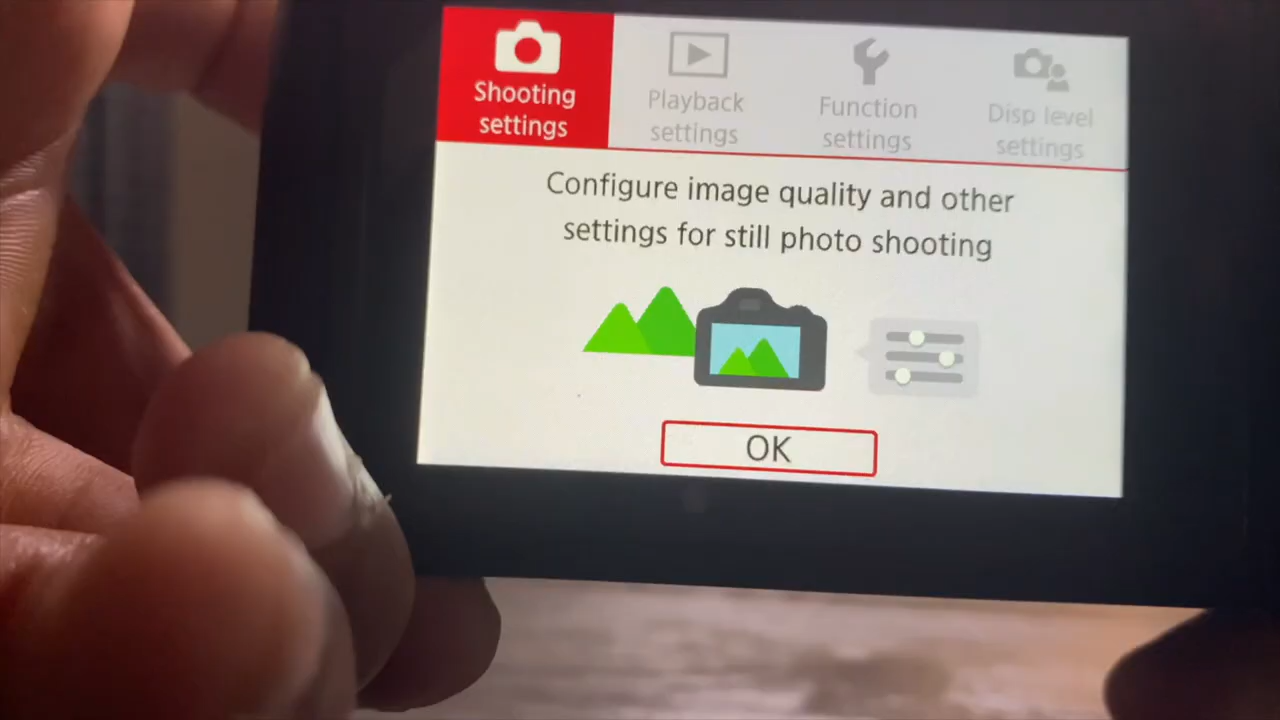 Shooting
settings
Playback
settings
Function
settings
Disp level
settings
Configure image quality and other
settings for still photo shooting
OK